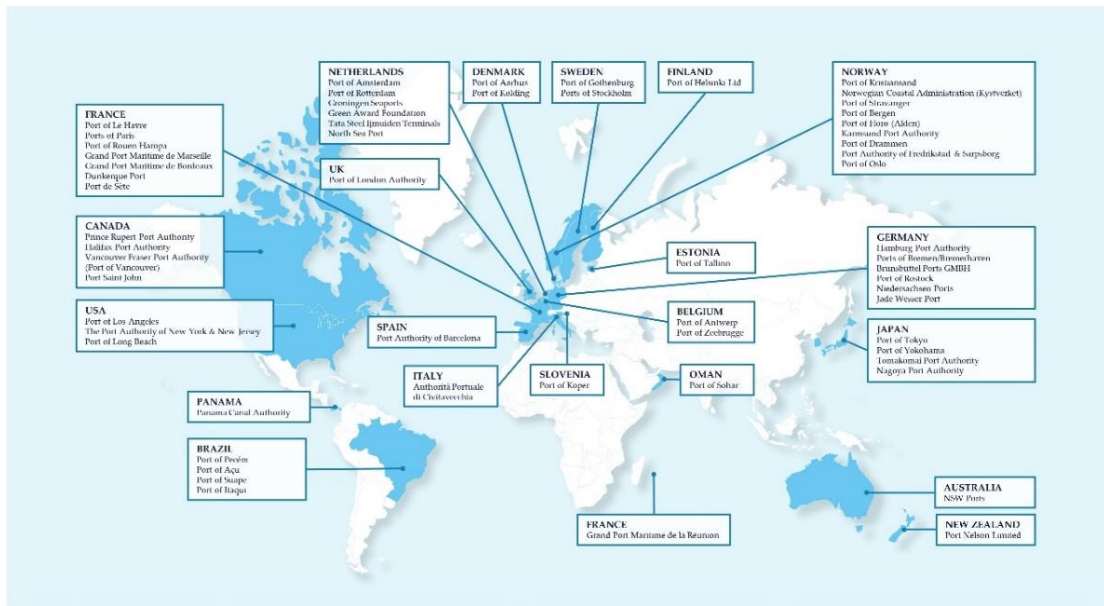 NETHERLANDS
Port of Amsterdam
Port of Rotterdam
Groningen Seaports
Green Award Foundation
Tata Steel Ijmuiden Terminals
North Sea Port
DENMARK
Port of Aarhus
Port of Kolding
SWEDEN
Port of Gothenburg
Ports of Stockholm
FINLAND
Port of Helsinki Ltd
NORWAY
Port of Kristiansand
Norwegian Coastal Administration (Kystverket)
Port of Stravanger
Port of Bergen
Port of Floro (Alden)
Karmsund Port Authority
Port of Drammen
Port Authority of Fredrikstad & Sarpsborg
Port of Oslo
FRANCE
Port of Le Havre
Ports of Paris
Port of Rouen Haropa
Grand Port Maritime de Marseille
Grand Port Maritime de Bordeaux
Dunkerque Port
Port de Sète
UK
Port of London Authority
CANADA
Prince Rupert Port Authority
Halifax Port Authority
Vancouver Fraser Port Authority
(Port of Vancouver)
Port Saint John
ESTONIA
Port of Tallinn
GERMANY
Hamburg Port Authority
Ports of Bremen/Bremerhaven
Brunsbuttel Ports GMBH
Port of Rostock
Niedersachsen Ports
Jade Wesser Port
USA
Port of Los Angeles
The Port Authority of New York & New Jersey
Port of Long Beach
SPAIN
Port Authority of Barcelona
BELGIUM
Port of Antwerp
Port of Zeebrugge
JAPAN
Port of Tokyo
Port of Yokohama
Tomakomai Port Authority
Nagoya Port Authority
ITALY
Authorità Portuale
di Civitavecchia
SLOVENIA
Port of Koper
OMAN
Port of Sohar
PANAMA
Panama Canal Authority
BRAZIL
Port of Pecém
Port of Açu
Port of Suape
Port of Itaqui
FRANCE
Grand Port Maritime de la Réunion
AUSTRALIA
NSW Ports
NEW ZEALAND
Port Nelson Limited